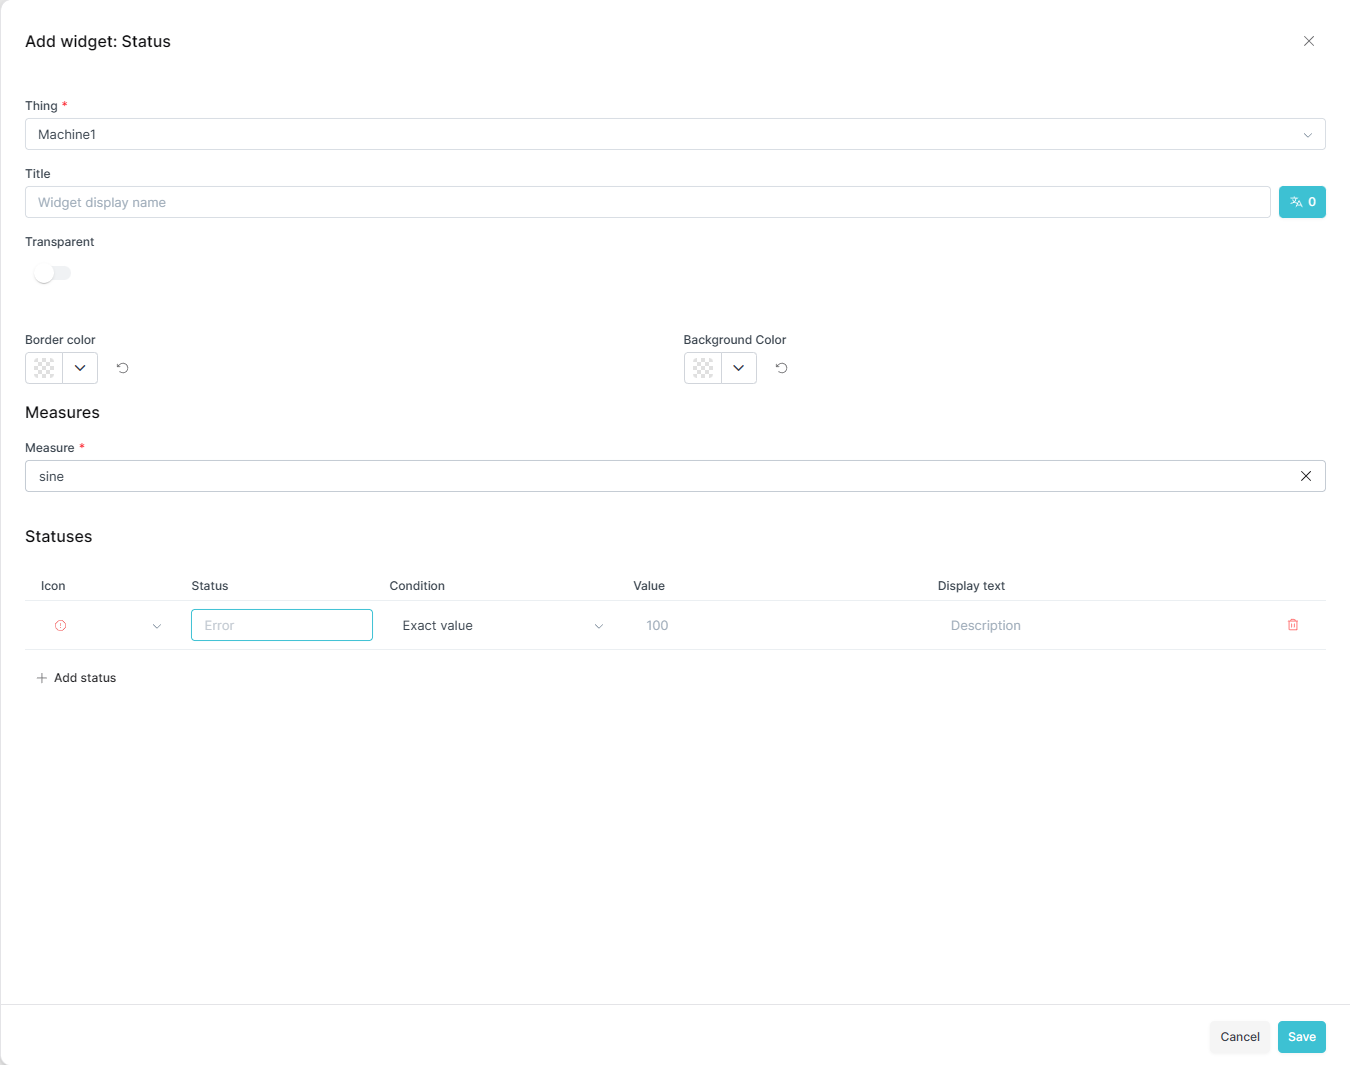 Add widget: Status
Thing *
Machine1
Title
Widget display name
0
Transparent
Border color
Background Color
Measures
Measure *
sine
Statuses
Icon Status Condition Value Display text
Error Exact value 100 Description
Add status
Cancel Save